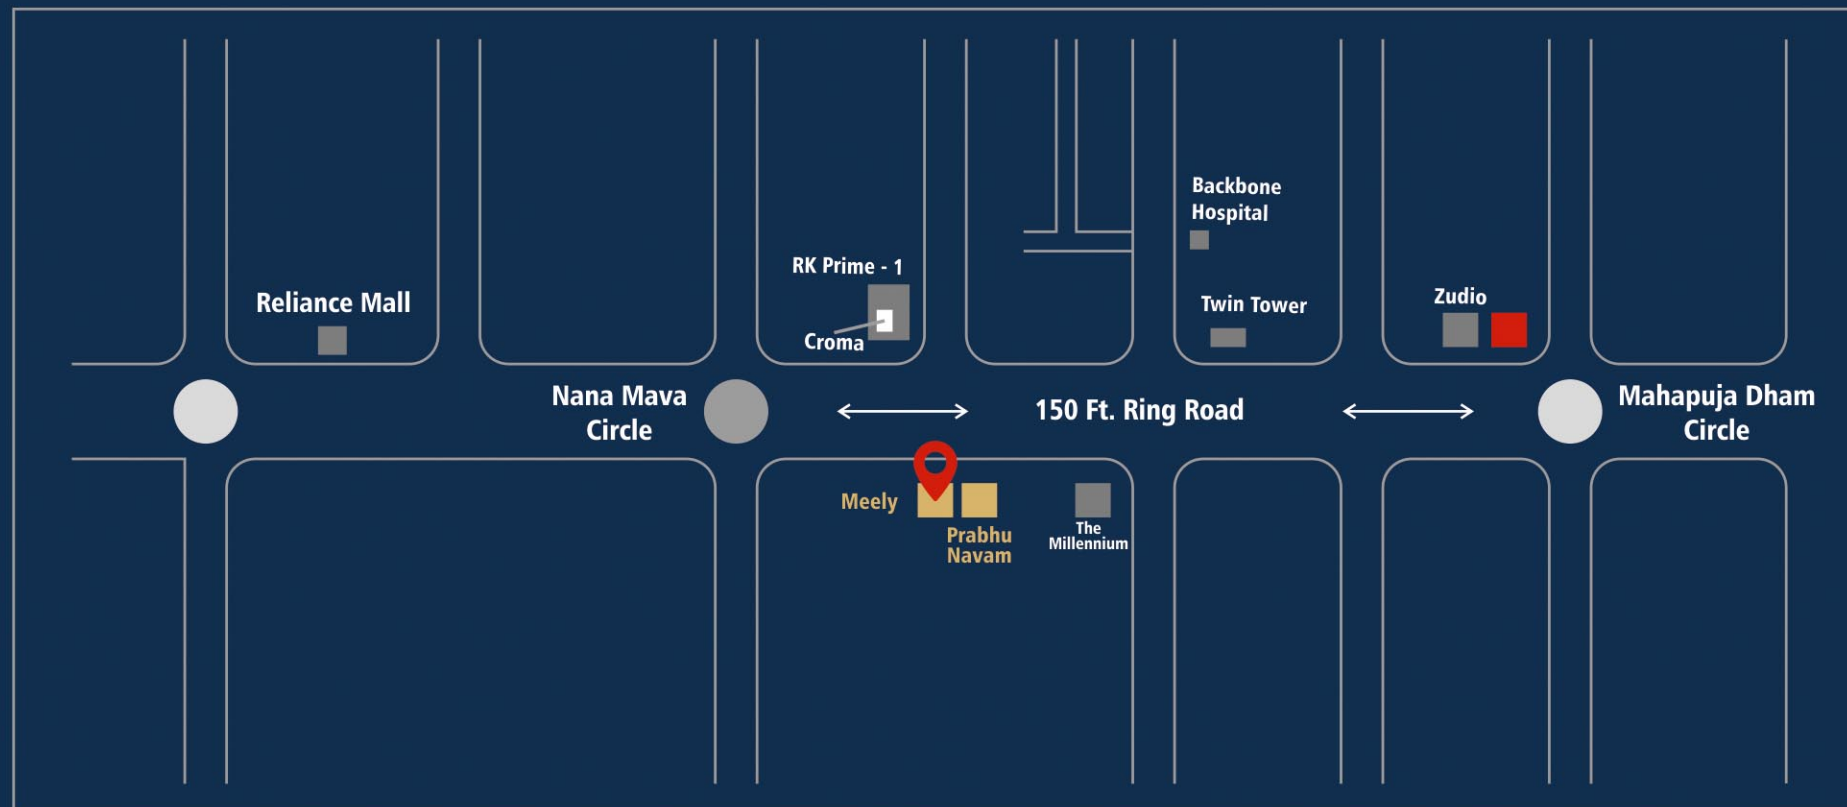 Backbone
Hospital
RK Prime - 1
Reliance Mall
Twin Tower
Zudio
Croma
Nana Mava
Circle
150 Ft. Ring Road
Mahapuja Dham
Circle
Meely
Prabhu
Navam
The
Millennium